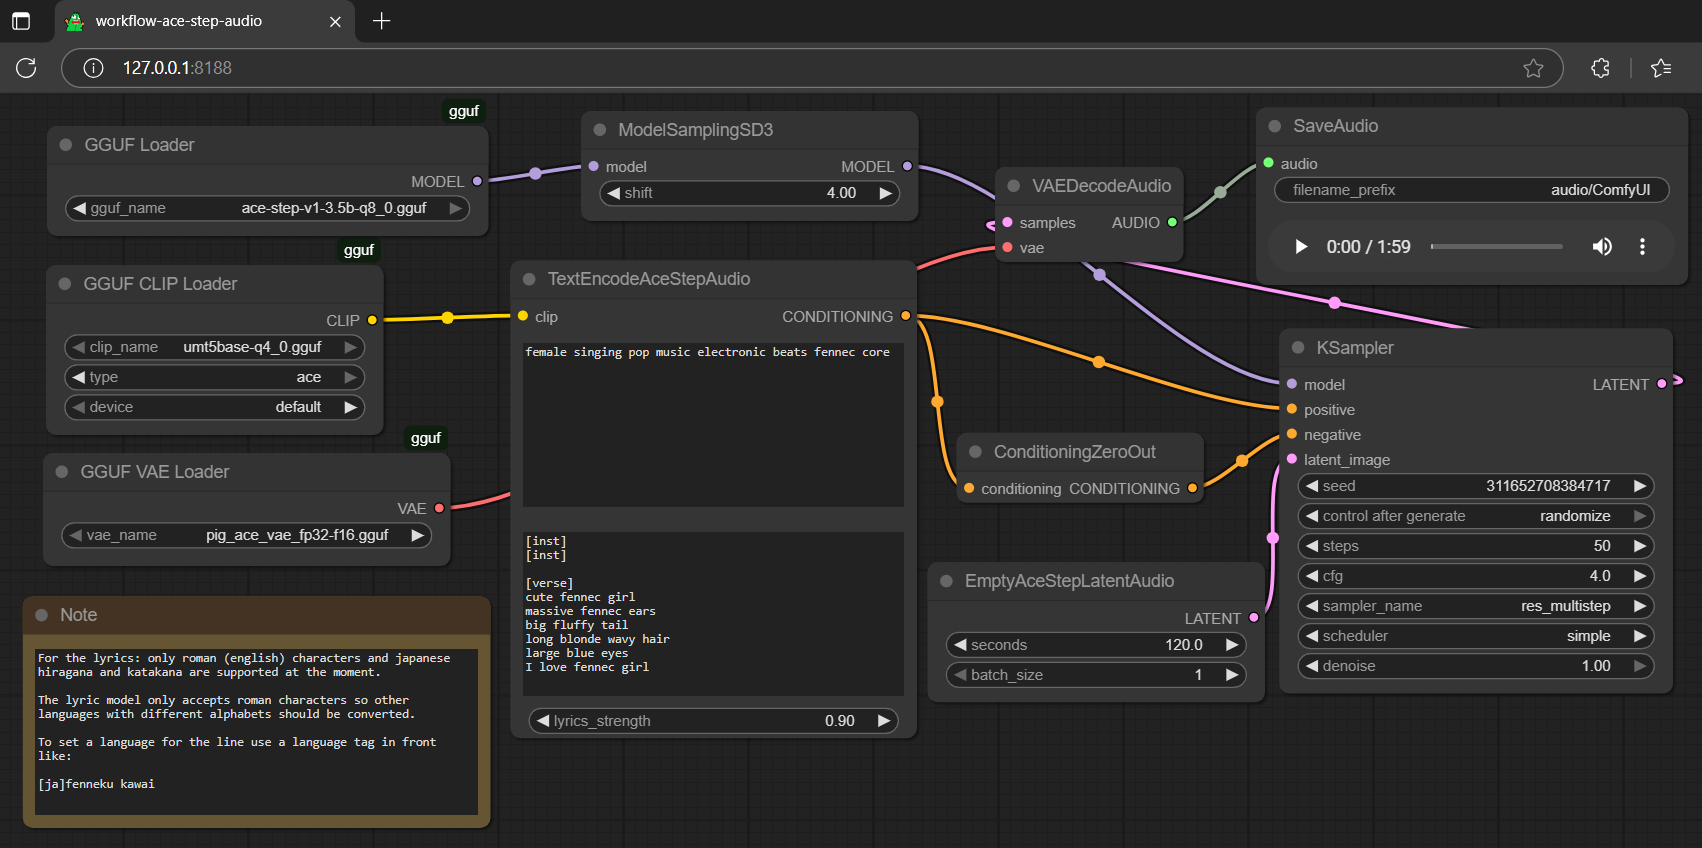 workflow-ace-step-audio
127.0.0.1:8188
gguf
GGUF Loader
MODEL
gguf_name ace-step-v1-3.5b-q8_0.gguf
gguf
GGUF CLIP Loader
CLIP
clip_name umt5base-q4_0.gguf
type ace
device default
gguf
GGUF VAE Loader
VAE
vae_name pig_ace_vae_fp32-f16.gguf
Note
For the lyrics: only roman (english) characters and japanese
hiragana and katakana are supported at the moment.
The lyric model only accepts roman characters so other
languages with different alphabets should be converted.
To set a language for the line use a language tag in front
like:
[ja]fenneku kawai
ModelSamplingSD3
model MODEL
shift 4.00
TextEncodeAceStepAudio
clip CONDITIONING
female singing pop music electronic beats fennec core
[inst]
[inst]
[verse]
cute fennec girl
massive fennec ears
big fluffy tail
long blonde wavy hair
large blue eyes
I love fennec girl
lyrics_strength 0.90
VAEDecodeAudio
samples AUDIO
vae
ConditioningZeroOut
conditioning CONDITIONING
EmptyAceStepLatentAudio
LATENT
seconds 120.0
batch_size 1
SaveAudio
audio
filename_prefix audio/ComfyUI
0:00 / 1:59
KSampler
model LATENT
positive
negative
latent_image
seed 311652708384717
control after generate randomize
steps 50
cfg 4.0
sampler_name res_multistep
scheduler simple
denoise 1.00